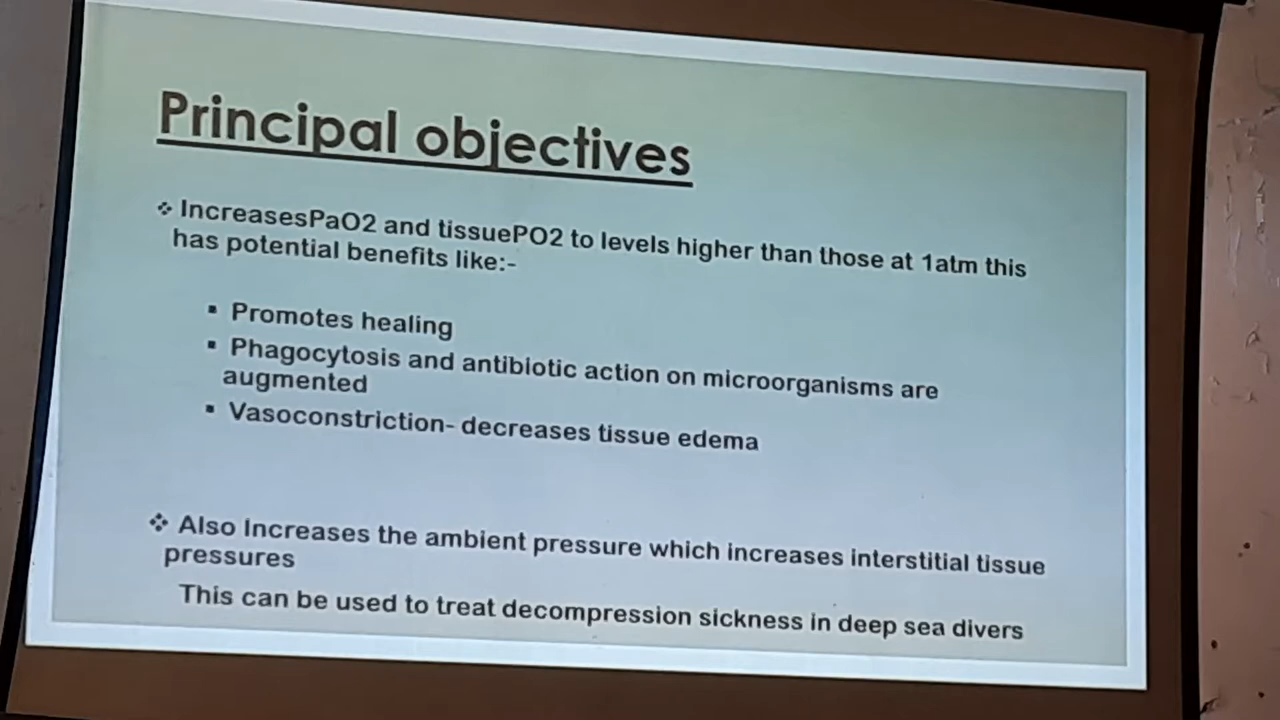 Principal objectives
❖ IncreasesPaO2 and tissuePO2 to levels higher than those at 1atm this
has potential benefits like:-
▪ Promotes healing
▪ Phagocytosis and antibiotic action on microorganisms are
augmented
▪ Vasoconstriction- decreases tissue edema
❖ Also Increases the ambient pressure which increases interstitial tissue
pressures
This can be used to treat decompression sickness in deep sea divers